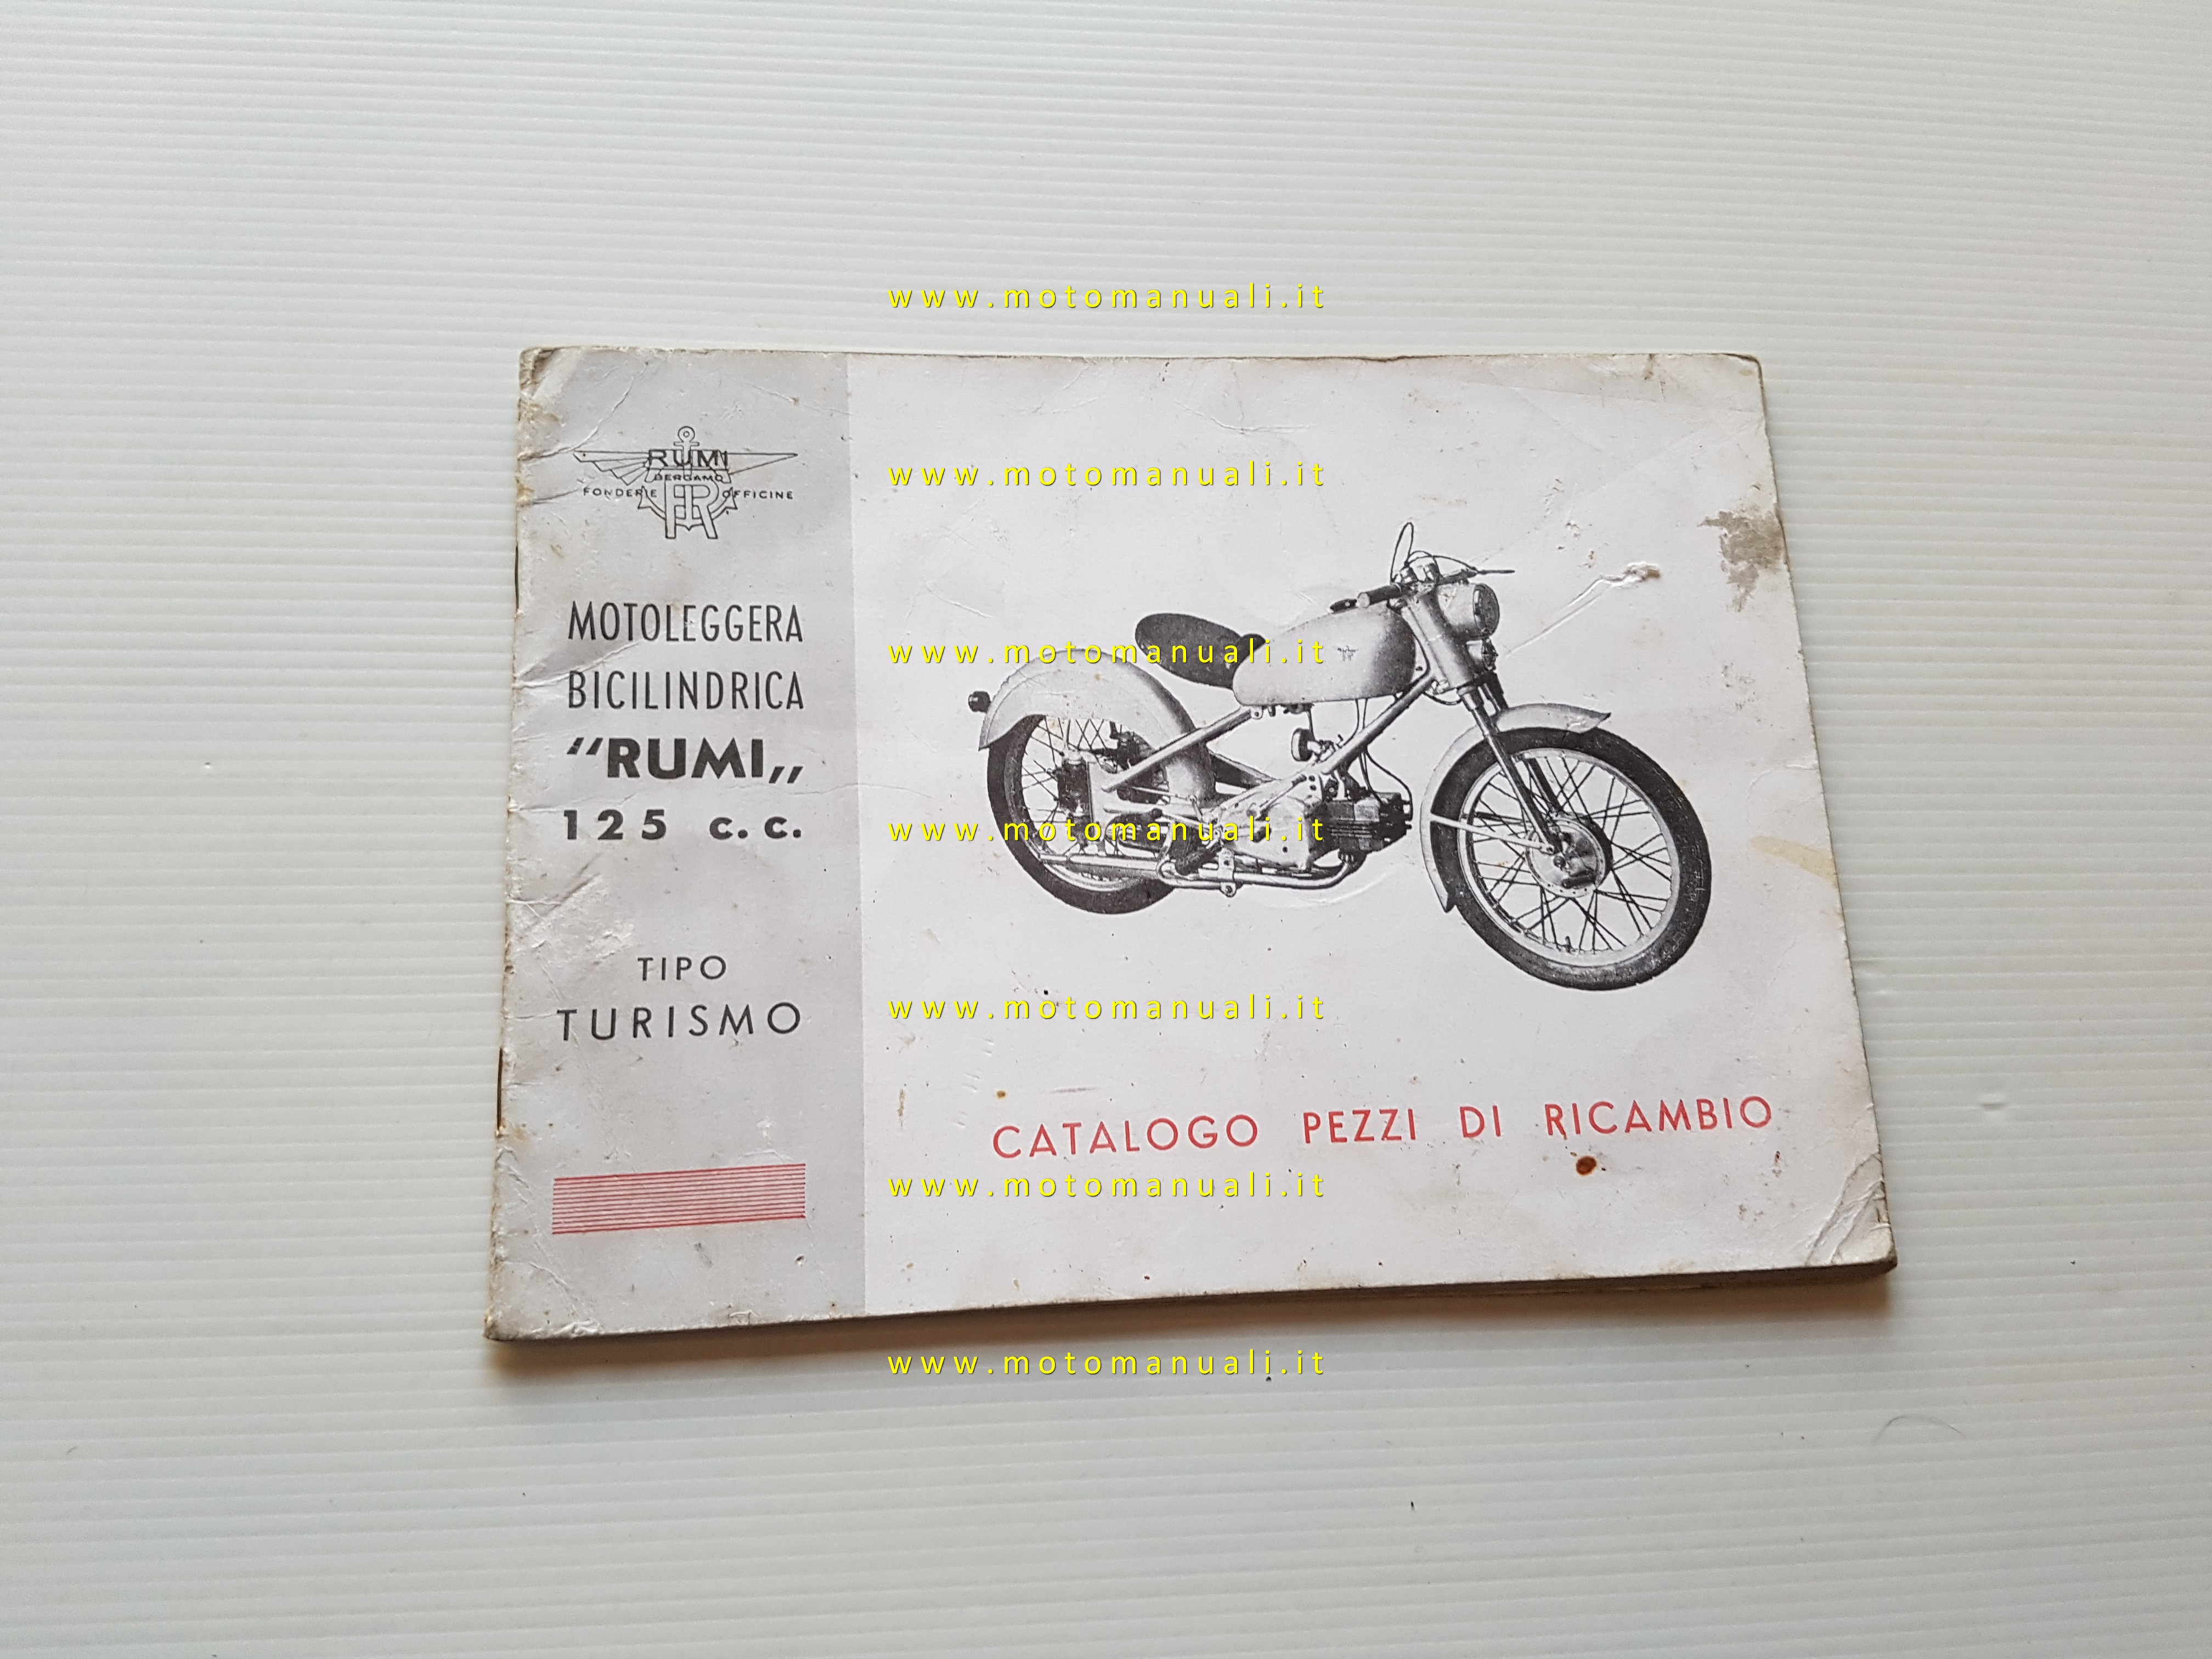 www.motomanuali.it
RUMI
BERGAMO
FONDERIE OFFICINE
FR
MOTOLEGGERA
BICILINDRICA
"RUMI„
125 c.c.
TIPO
TURISMO
www.motomanuali.it
www.motomanuali.it
www.motomanuali.it
www.motomanuali.it
CATALOGO PEZZI DI RICAMBIO
www.motomanuali.it
www.motomanuali.it